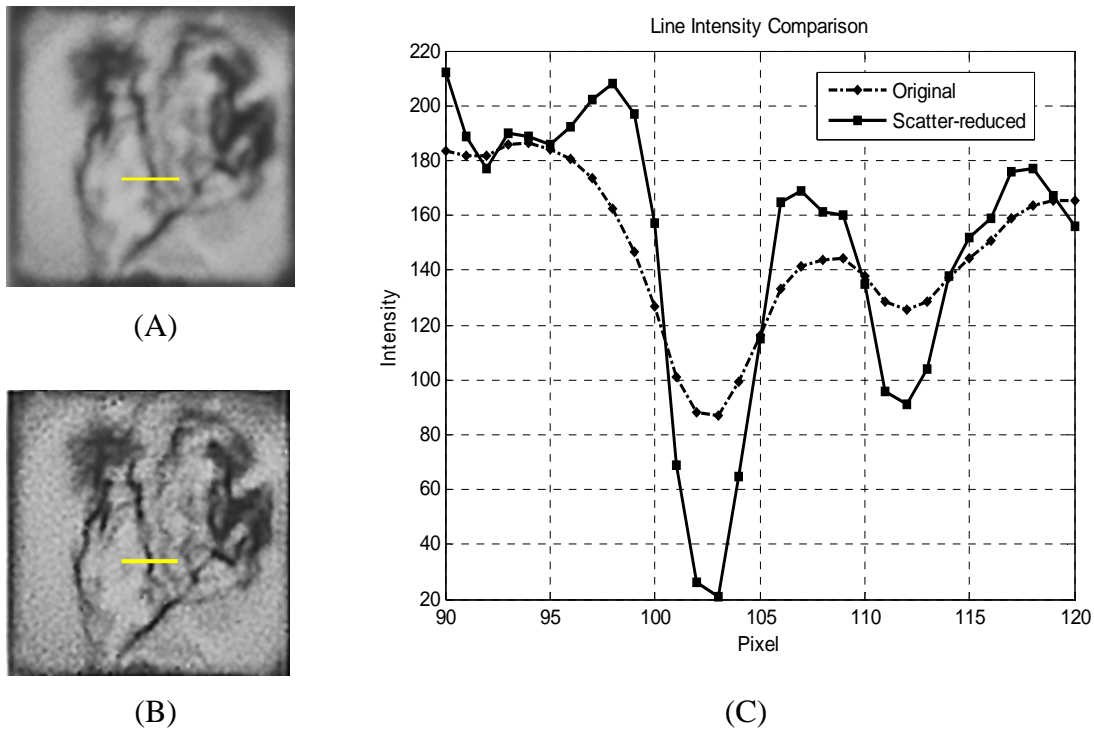 (A)
(B)
Line Intensity Comparison
Original
Scatter-reduced
Intensity
220
200
180
160
140
120
100
80
60
40
20
90 95 100 105 110 115 120
Pixel
(C)